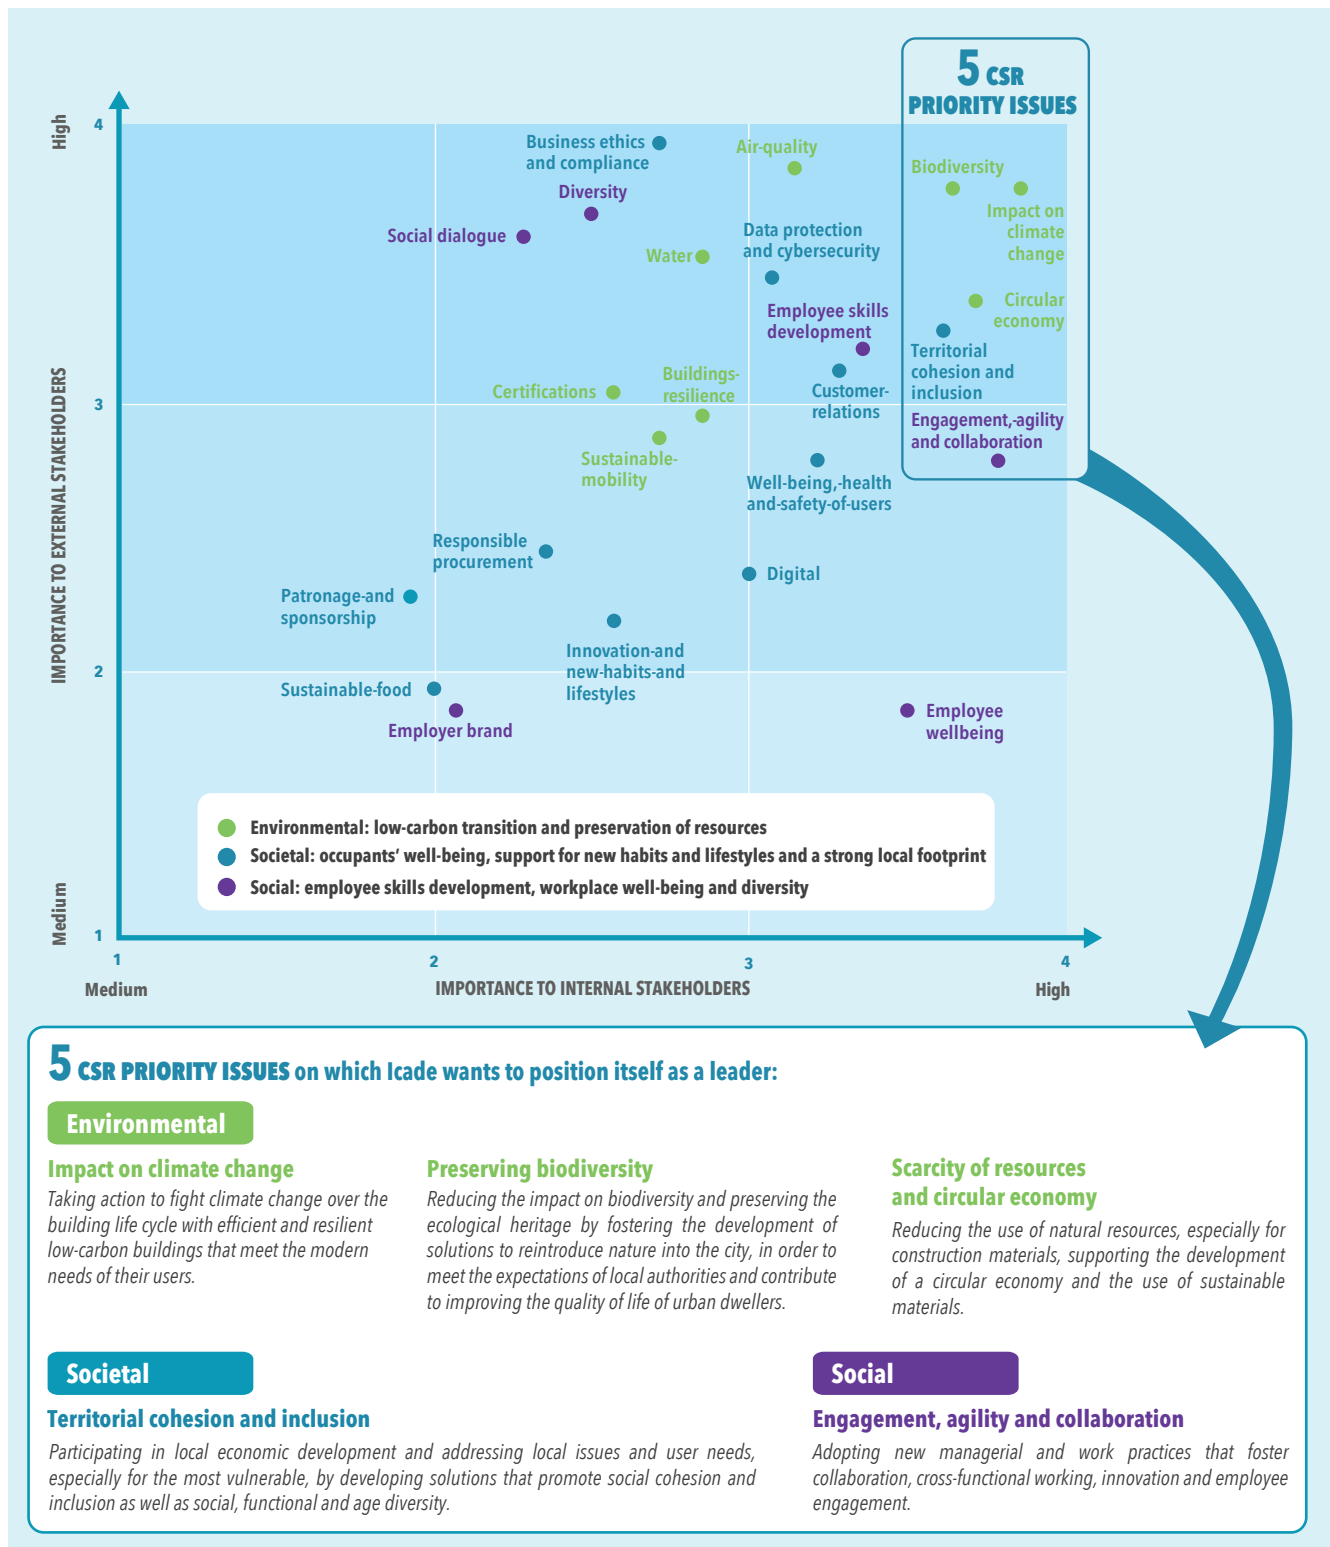 5 CSR
PRIORITY ISSUES
High
4
Business ethics
and compliance
Air-quality
Biodiversity
Diversity
Impact on
climate
change
Social dialogue
Data protection
and cybersecurity
Water
Circular
economy
Employee skills
development
Territorial
cohesion and
inclusion
Buildings-
resilience
Certifications
Customer-
relations
3
IMPORTANCE TO EXTERNAL STAKEHOLDERS
Engagement,-agility
and collaboration
Sustainable-
mobility
Well-being,-health
and-safety-of-users
Responsible
procurement
Digital
Patronage-and
sponsorship
Innovation-and
new-habits-and
lifestyles
2
Sustainable-food
Employer brand
Employee
wellbeing
Environmental: low-carbon transition and preservation of resources
Societal: occupants’ well-being, support for new habits and lifestyles and a strong local footprint
Social: employee skills development, workplace well-being and diversity
Medium
1
1
2
3
4
Medium
IMPORTANCE TO INTERNAL STAKEHOLDERS
High
5 CSR PRIORITY ISSUES on which Icade wants to position itself as a leader:
Environmental
Impact on climate change
Taking action to fight climate change over the
building life cycle with efficient and resilient
low-carbon buildings that meet the modern
needs of their users.
Preserving biodiversity
Reducing the impact on biodiversity and preserving the
ecological heritage by fostering the development of
solutions to reintroduce nature into the city, in order to
meet the expectations of local authorities and contribute
to improving the quality of life of urban dwellers.
Scarcity of resources
and circular economy
Reducing the use of natural resources, especially for
construction materials, supporting the development
of a circular economy and the use of sustainable
materials.
Societal
Territorial cohesion and inclusion
Participating in local economic development and addressing local issues and user needs,
especially for the most vulnerable, by developing solutions that promote social cohesion and
inclusion as well as social, functional and age diversity.
Social
Engagement, agility and collaboration
Adopting new managerial and work practices that foster
collaboration, cross-functional working, innovation and employee
engagement.